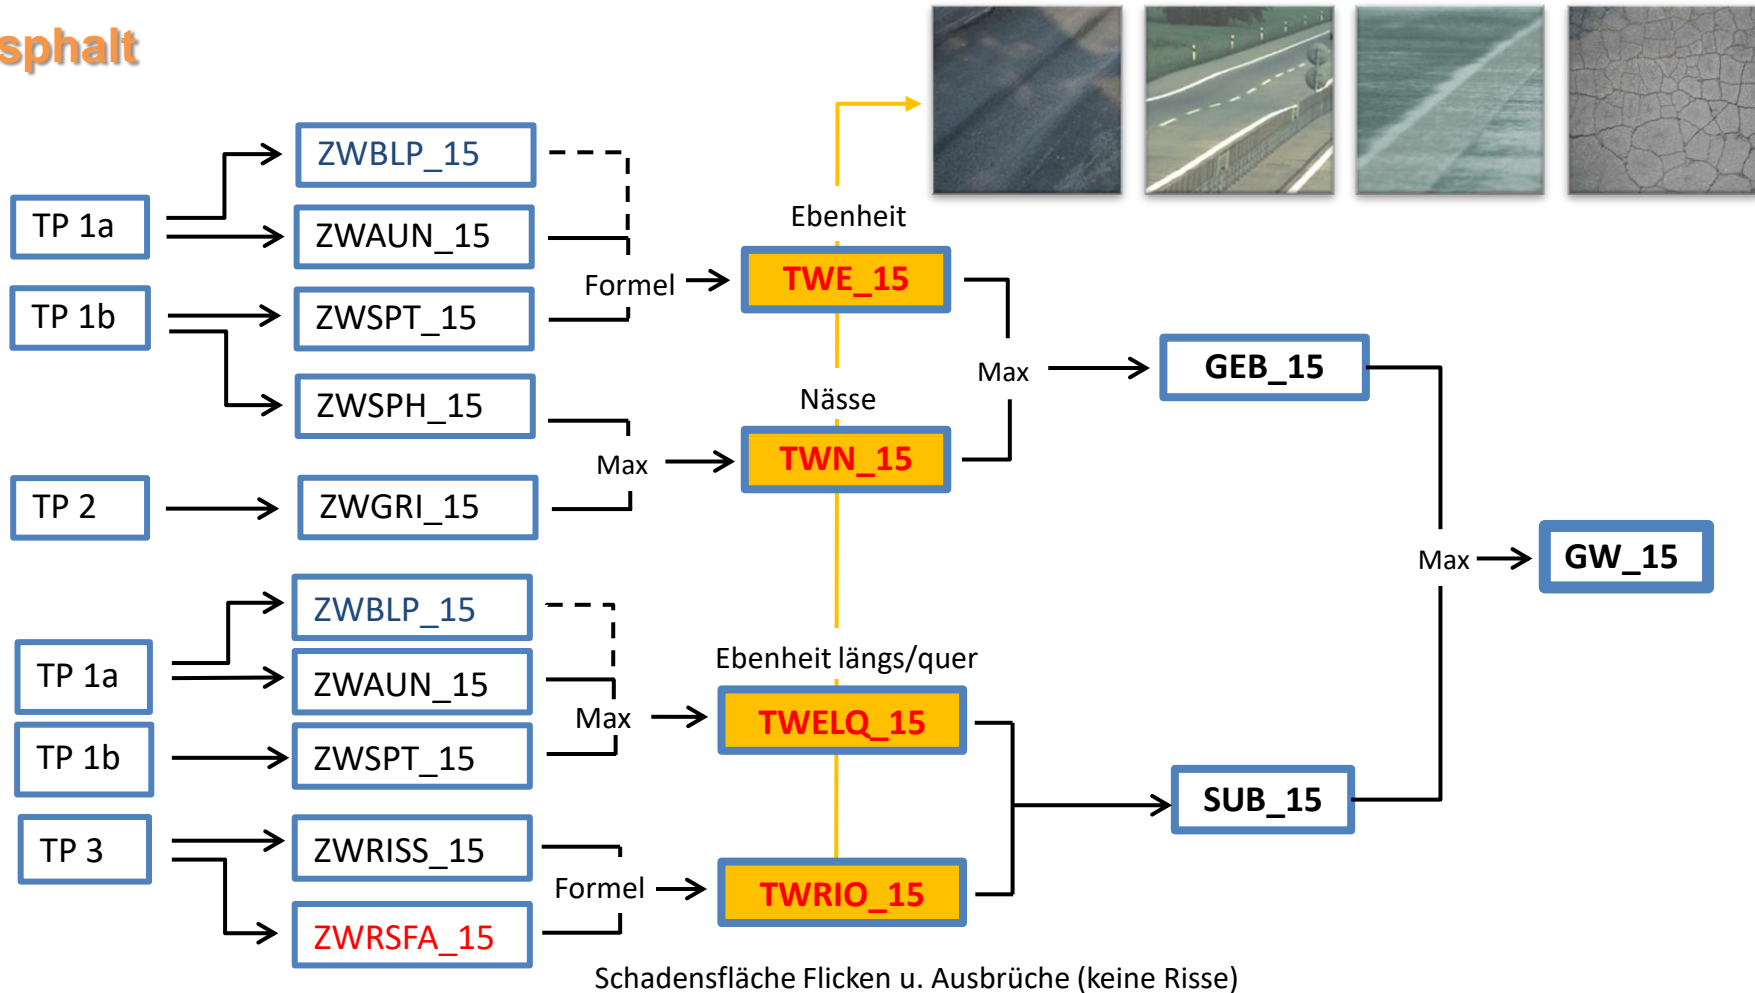 sphalt
ZWBLP_15
TP 1a
ZWAUN_15
Ebenheit
Formel
TWE_15
TP 1b
ZWSPT_15
Max
GEB_15
ZWSPH_15
Nässe
Max
TWN_15
TP 2
ZWGRI_15
Max
GW_15
ZWBLP_15
TP 1a
ZWAUN_15
Ebenheit längs/quer
Max
TWELQ_15
TP 1b
ZWSPT_15
SUB_15
TP 3
ZWRISS_15
Formel
TWRIO_15
ZWRSFA_15
Schadensfläche Flicken u. Ausbrüche (keine Risse)